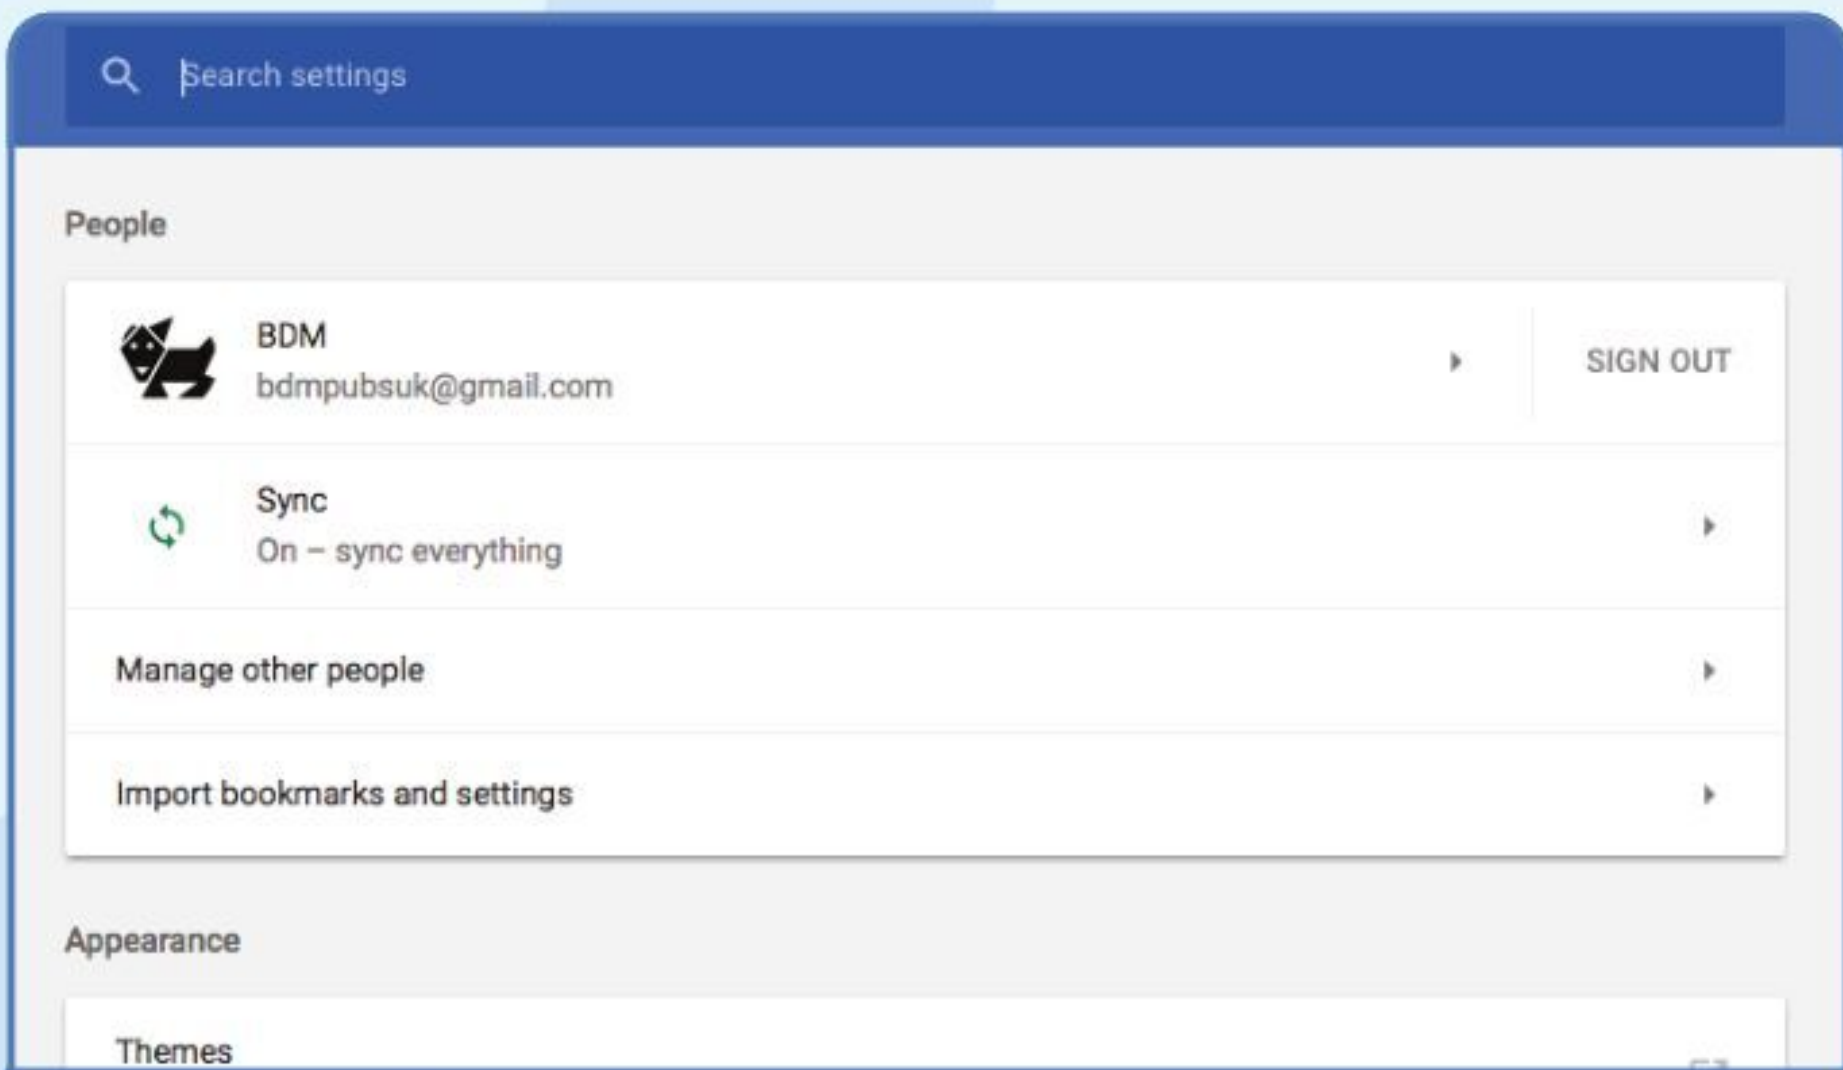 Search settings
People
BDM
bdmpubsuk@gmail.com
SIGN OUT
Sync
On – sync everything
Manage other people
Import bookmarks and settings
Appearance
Themes